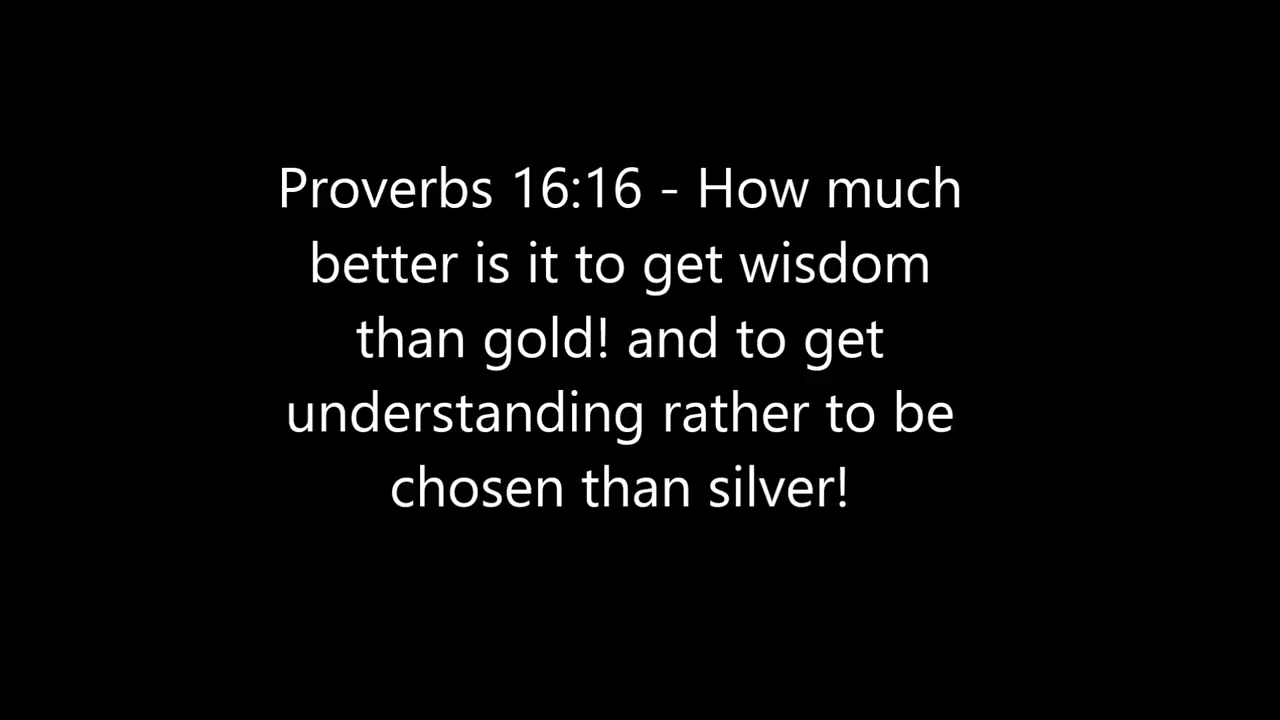 Proverbs 16:16 - How much
better is it to get wisdom
than gold! and to get
understanding rather to be
chosen than silver!